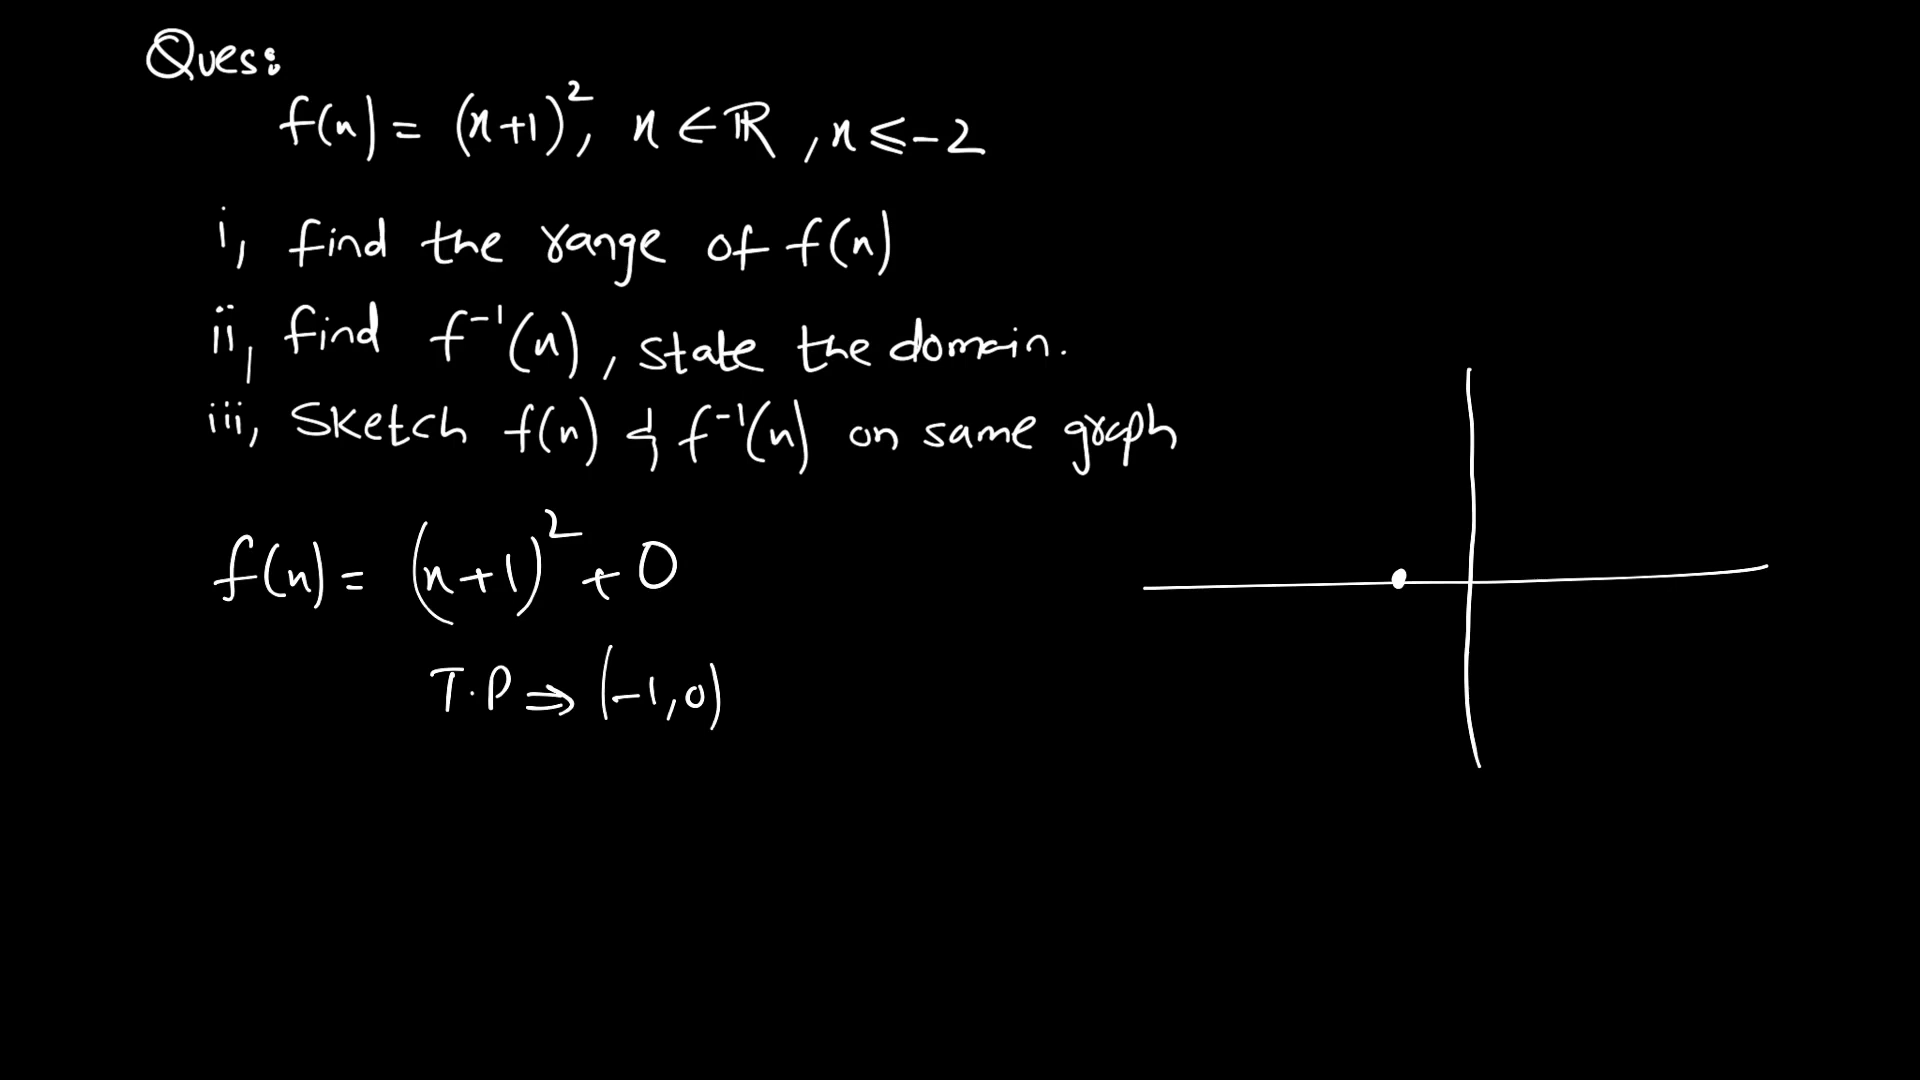 Ques:
f(x) = (x+1)², x ∈ ℝ, x ≤ -2
i, find the range of f(x)
ii, find f⁻¹(x), state the domain.
iii, Sketch f(x) & f⁻¹(x) on same graph
f(x) = (x+1)² + 0
T.P ⇒ (-1,0)